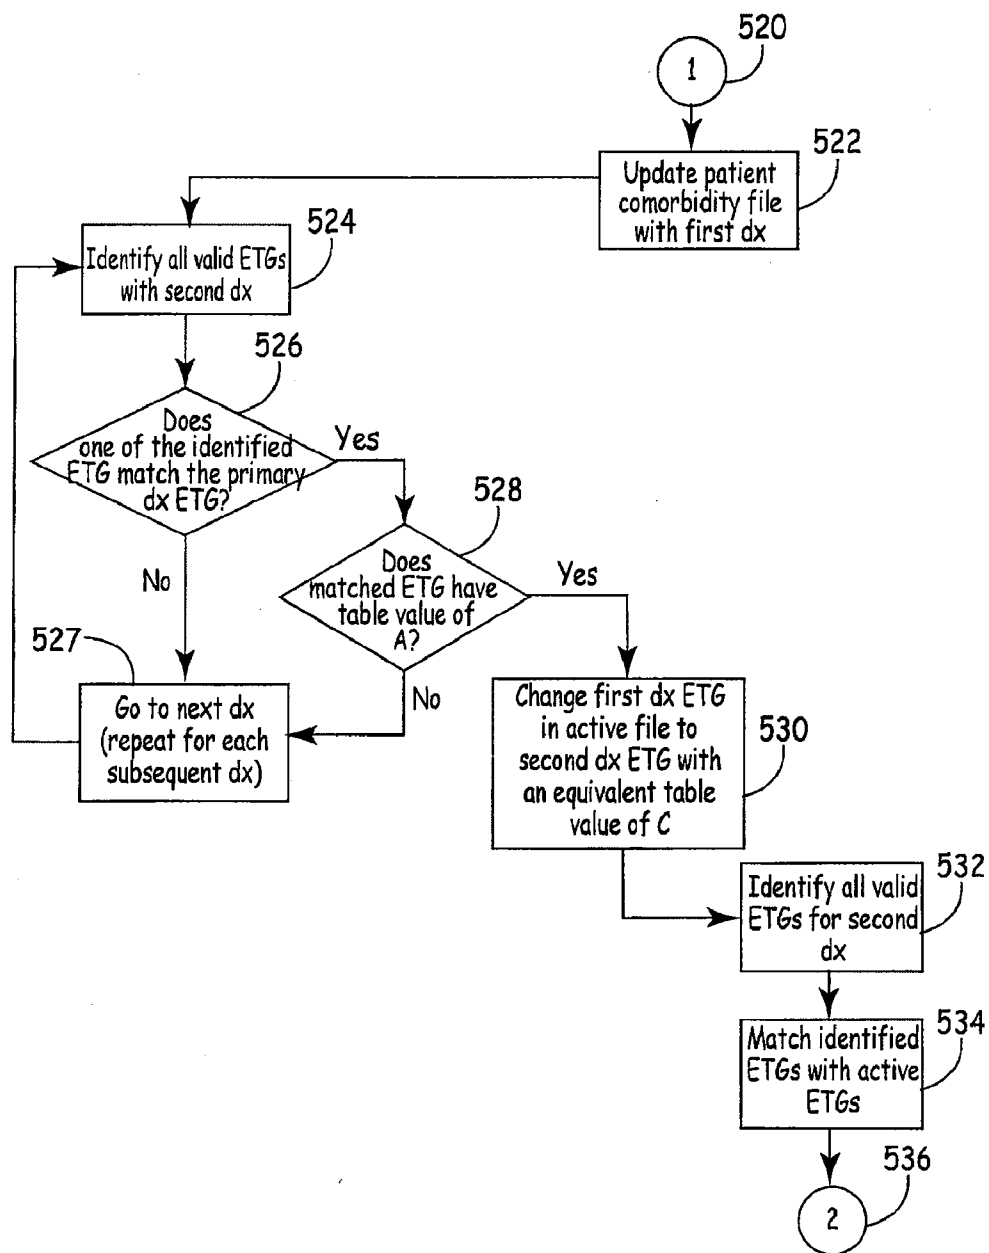 520
1
522
Update patient
comorbidity file
with first dx
524
Identify all valid ETGs
with second dx
526
Does
one of the identified
ETG match the primary
dx ETG?
Yes
528
No
Does
matched ETG have
table value of
A?
Yes
527
No
Go to next dx
(repeat for each
subsequent dx)
Change first dx ETG
in active file to
second dx ETG with
an equivalent table
value of C
530
532
Identify all valid
ETGs for second
dx
534
Match identified
ETGs with active
ETGs
536
2